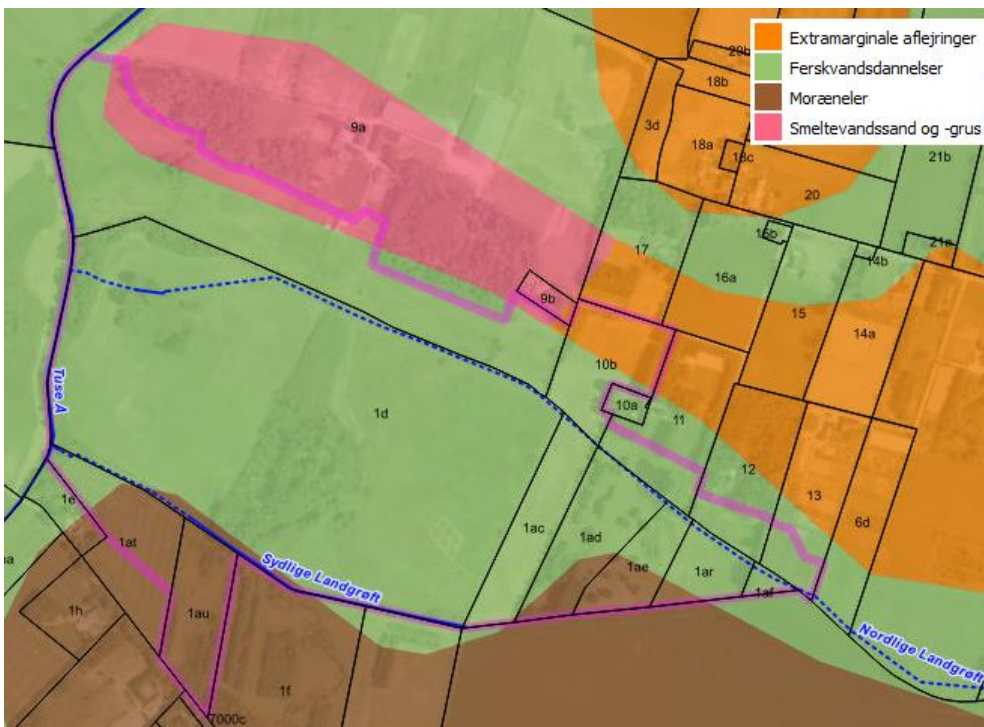 Extramarginale aflejringer
Ferskvandsdannelser
Moræneler
Smeltevandssand og -grus
29b
18b
9a
3d
18a
18c
21b
20
16b
21a
17
14b
16a
9b
15
14a
10b
Tuse Å
1d
10a
11
12
13
6d
1e
1ac
1at
1ad
1ae
1ar
1af
Sydlige Landgrøft
1h
1au
Nordlige Landgrøft
1f
7000c